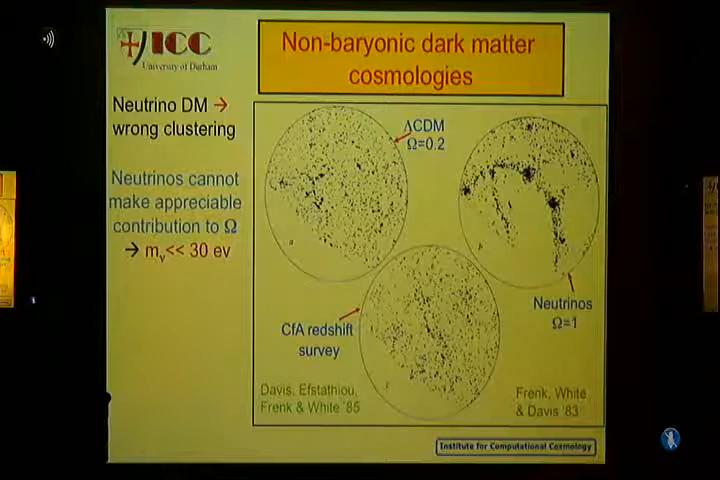 ICC
University of Durham
Non-baryonic dark matter
cosmologies
Neutrino DM →
wrong clustering
Neutrinos cannot
make appreciable
contribution to Ω
→ mν<< 30 ev
ΛCDM
Ω=0.2
a
b
Neutrinos
Ω=1
CfA redshift
survey
Davis, Efstathiou,
Frenk & White '85
Frenk, White
& Davis '83
Institute for Computational Cosmology